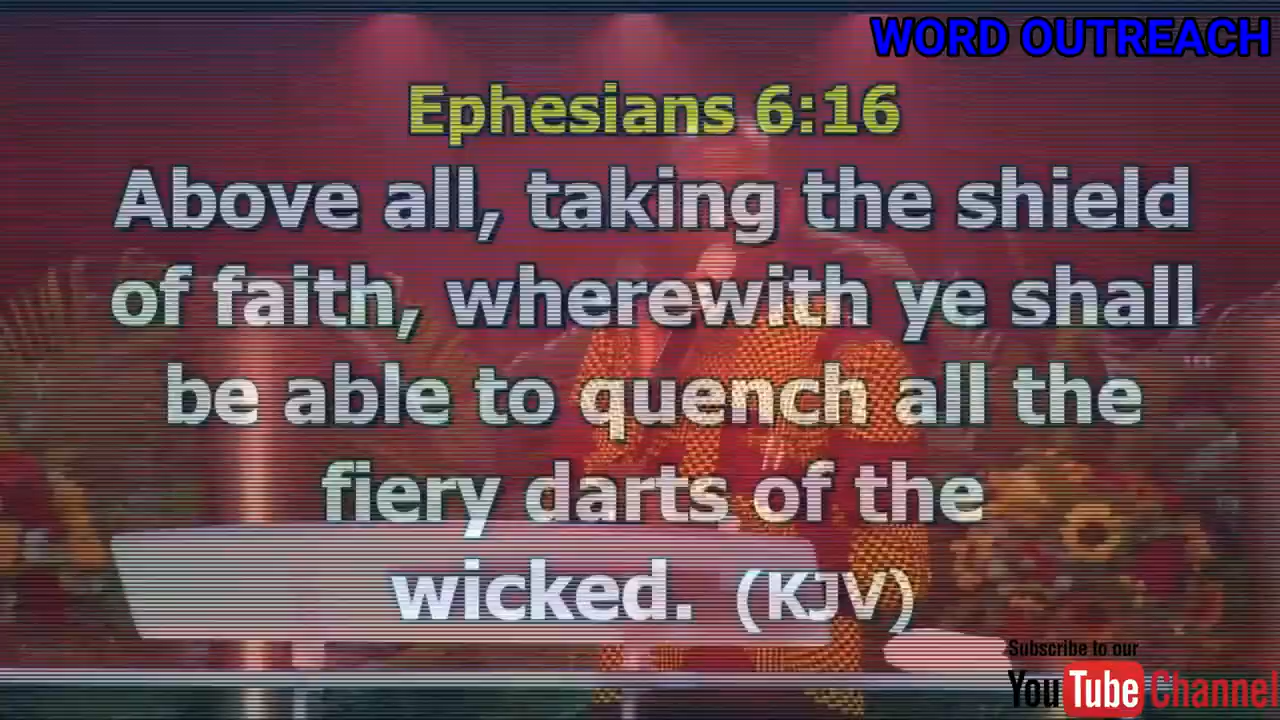 WORD OUTREACH
Ephesians 6:16
Above all, taking the shield
of faith, wherewith ye shall
be able to quench all the
fiery darts of the
wicked. (KJV)
Subscribe to our
YouTube Channel